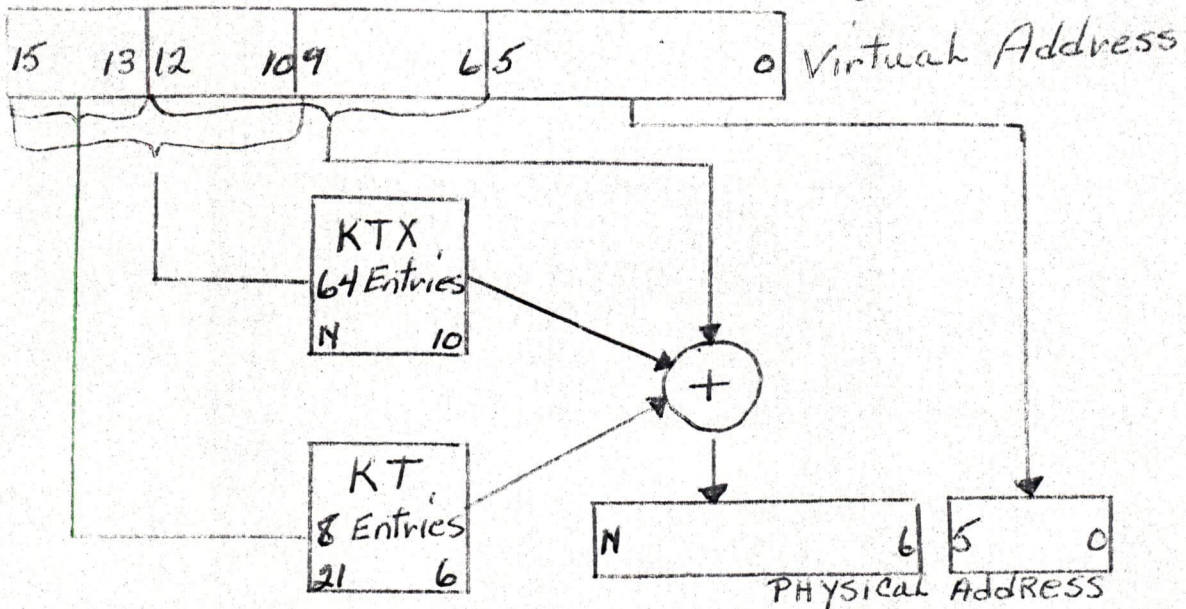 15 13 12 10 9 6 5 0 Virtual Address
KTX
64 Entries
N 10
+
KT
8 Entries
21 6
N 6 5 0
PHYSICAL ADDRESS